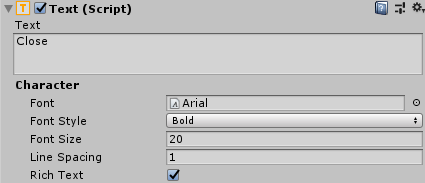 Text (Script)
Text
Close
Character
Font Arial
Font Style Bold
Font Size 20
Line Spacing 1
Rich Text